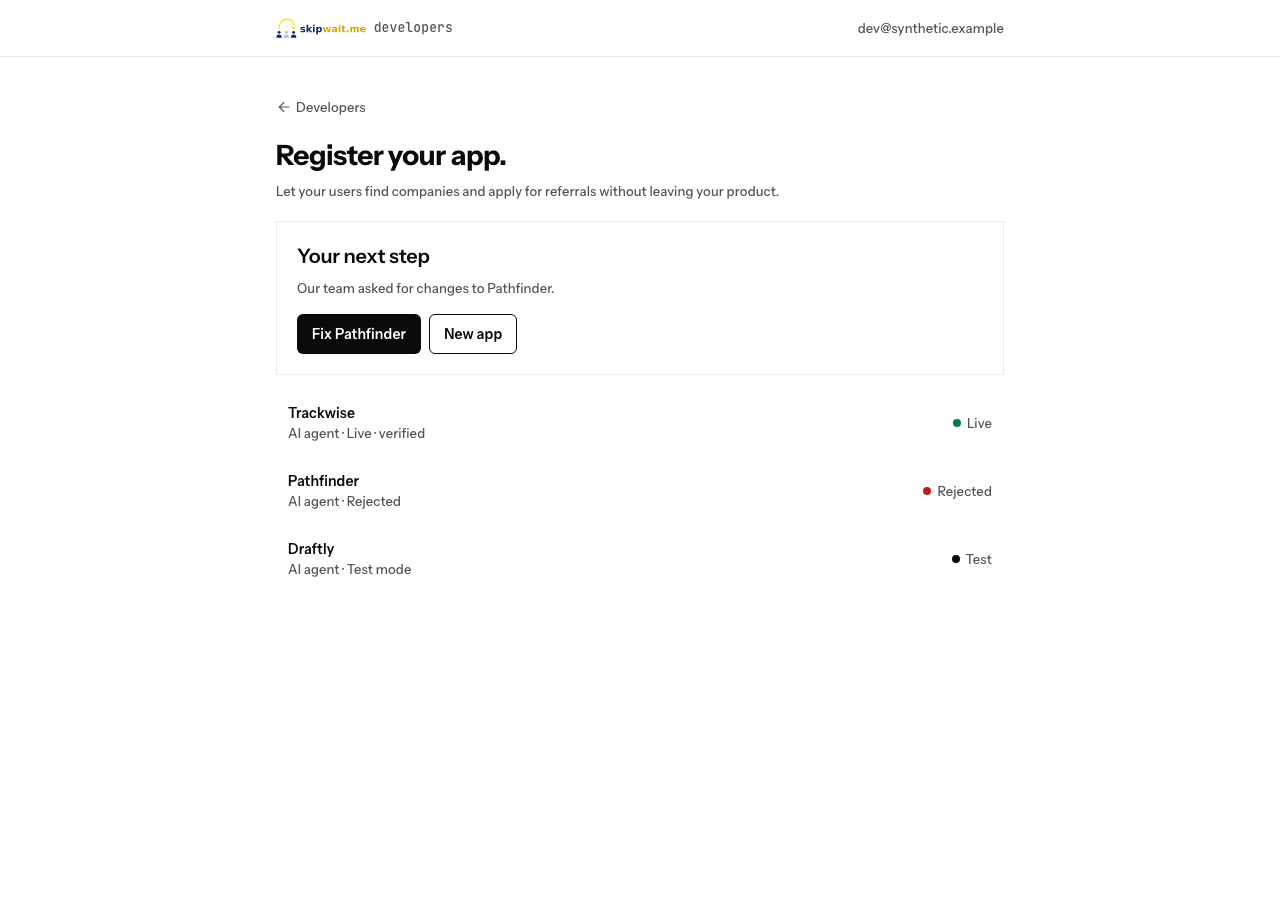 skipwait.me developers
dev@synthetic.example
← Developers
Register your app.
Let your users find companies and apply for referrals without leaving your product.
Your next step
Our team asked for changes to Pathfinder.
Fix Pathfinder
New app
Trackwise
AI agent · Live · verified
Live
Pathfinder
AI agent · Rejected
Rejected
Draftly
AI agent · Test mode
Test